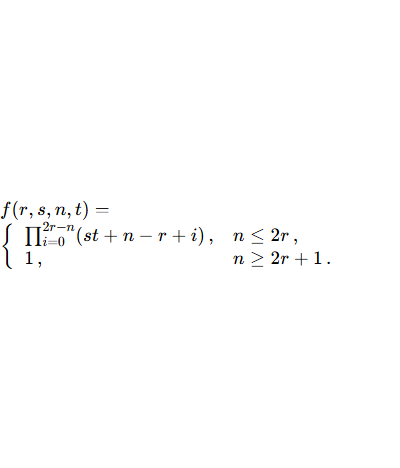 f(r, s, n, t) =
{ ∏_{i=0}^{2r−n}(st + n − r + i) ,   n ≤ 2r ,
1 ,   n ≥ 2r + 1 .